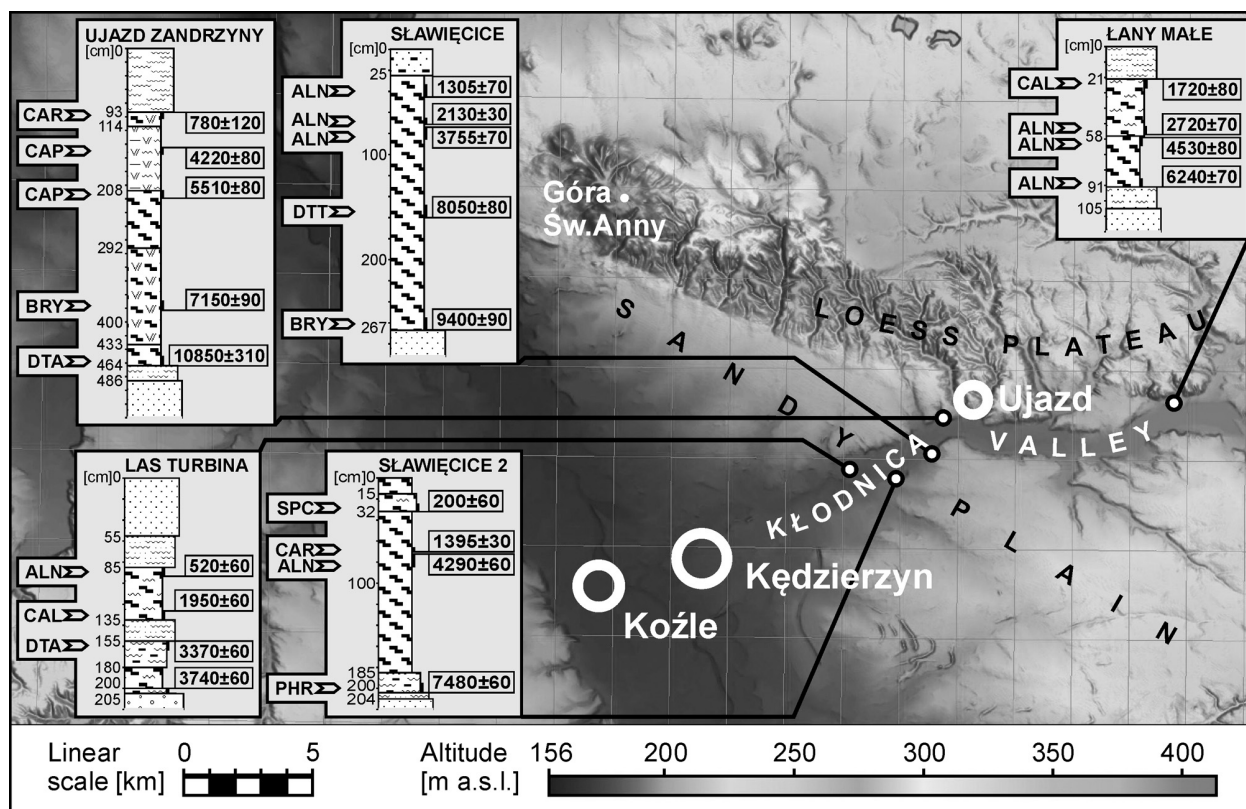 UJAZD ZANDRZYNY
[cm]0
93
114
208
292
400
433
464
486
CAR
CAP
CAP
BRY
DTA
780±120
4220±80
5510±80
7150±90
10850±310
SŁAWIĘCICE
[cm]0
25
100
200
267
ALN
ALN
ALN
DTT
BRY
1305±70
2130±30
3755±70
8050±80
9400±90
ŁANY MAŁE
[cm]0
21
58
91
105
CAL
ALN
ALN
ALN
1720±80
2720±70
4530±80
6240±70
Góra
Św.Anny
LOESS PLATEAU
SANDY PLAIN
KŁODNICA VALLEY
Ujazd
Kędzierzyn
Koźle
LAS TURBINA
[cm]0
55
85
135
155
180
200
205
ALN
CAL
DTA
520±60
1950±60
3370±60
3740±60
SŁAWIĘCICE 2
[cm]0
15
32
100
185
200
204
SPC
CAR
ALN
PHR
200±60
1395±30
4290±60
7480±60
Linear
scale [km]
0 5
Altitude
[m a.s.l.]
156 200 250 300 350 400